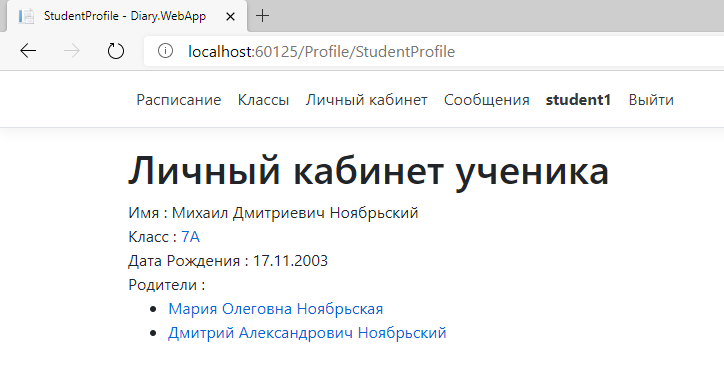 StudentProfile - Diary.WebApp
localhost:60125/Profile/StudentProfile
Расписание Классы Личный кабинет Сообщения student1 Выйти
Личный кабинет ученика
Имя : Михаил Дмитриевич Ноябрьский
Класс : 7А
Дата Рождения : 17.11.2003
Родители :
Мария Олеговна Ноябрьская
Дмитрий Александрович Ноябрьский